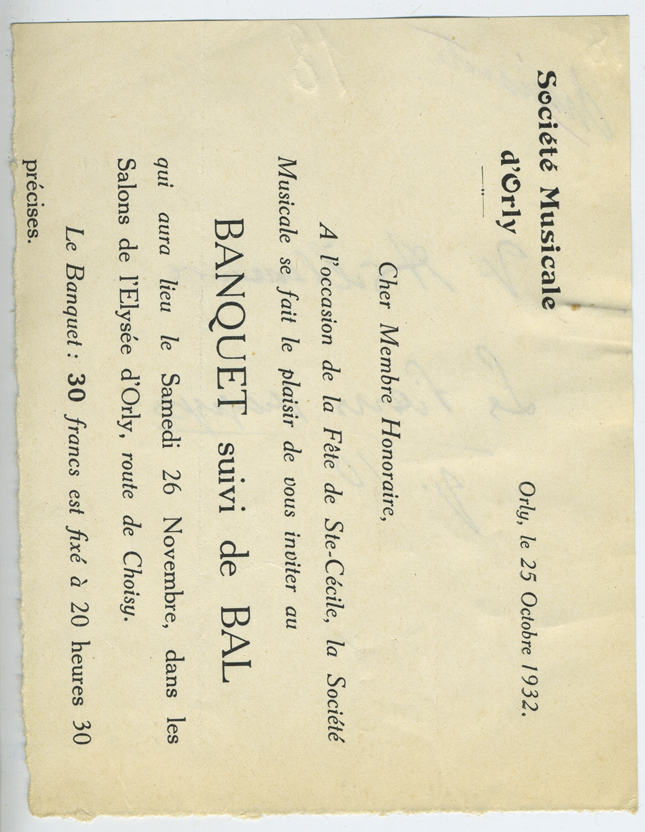 Société Musicale
d'Orly
Orly, le 25 Octobre 1932.
Cher Membre Honoraire,
A l'occasion de la Fête de Ste-Cécile, la Société
Musicale se fait le plaisir de vous inviter au
BANQUET suivi de BAL
qui aura lieu le Samedi 26 Novembre, dans les
Salons de l'Elysée d'Orly, route de Choisy.
Le Banquet : 30 francs est fixé à 20 heures 30
précises.